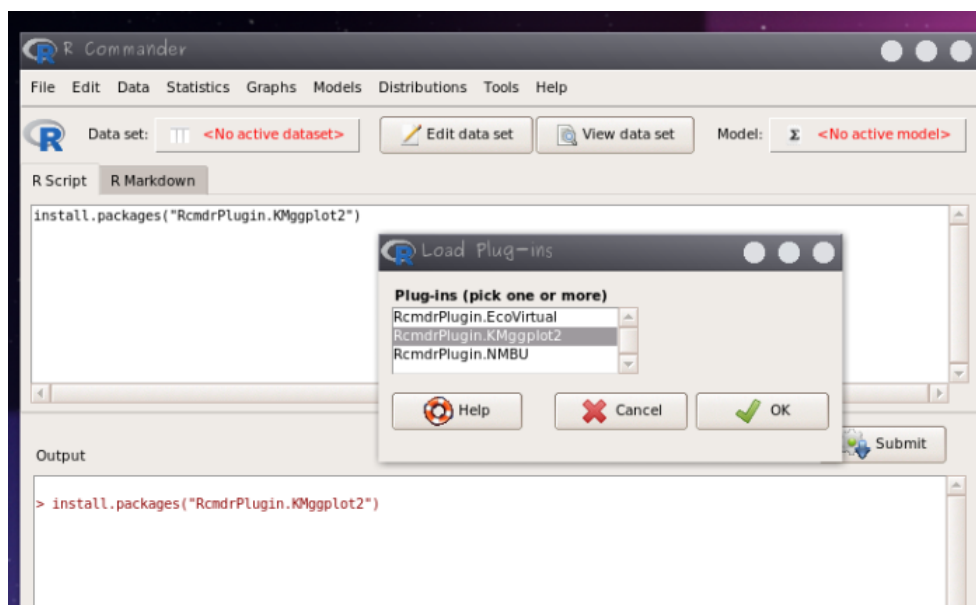 R Commander
File Edit Data Statistics Graphs Models Distributions Tools Help
R Data set: <No active dataset> Edit data set View data set Model: Σ <No active model>
R Script R Markdown
install.packages("RcmdrPlugin.KMggplot2")
R Load Plug-ins
Plug-ins (pick one or more)
RcmdrPlugin.EcoVirtual
RcmdrPlugin.KMggplot2
RcmdrPlugin.NMBU
Help Cancel OK
Submit
Output
> install.packages("RcmdrPlugin.KMggplot2")